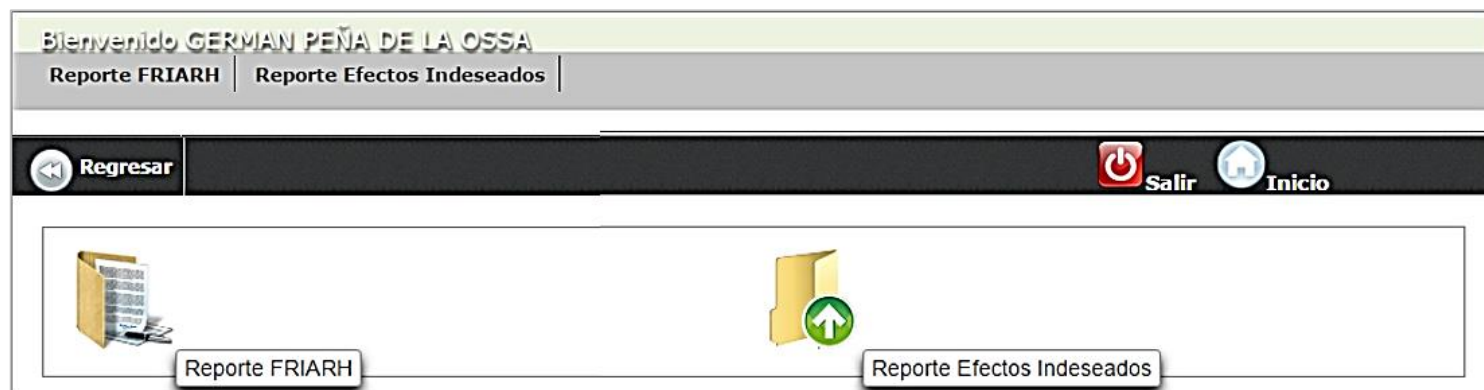 Bienvenido GERMAN PEÑA DE LA OSSA
Reporte FRIARH Reporte Efectos Indeseados
Regresar Salir Inicio
Reporte FRIARH Reporte Efectos Indeseados